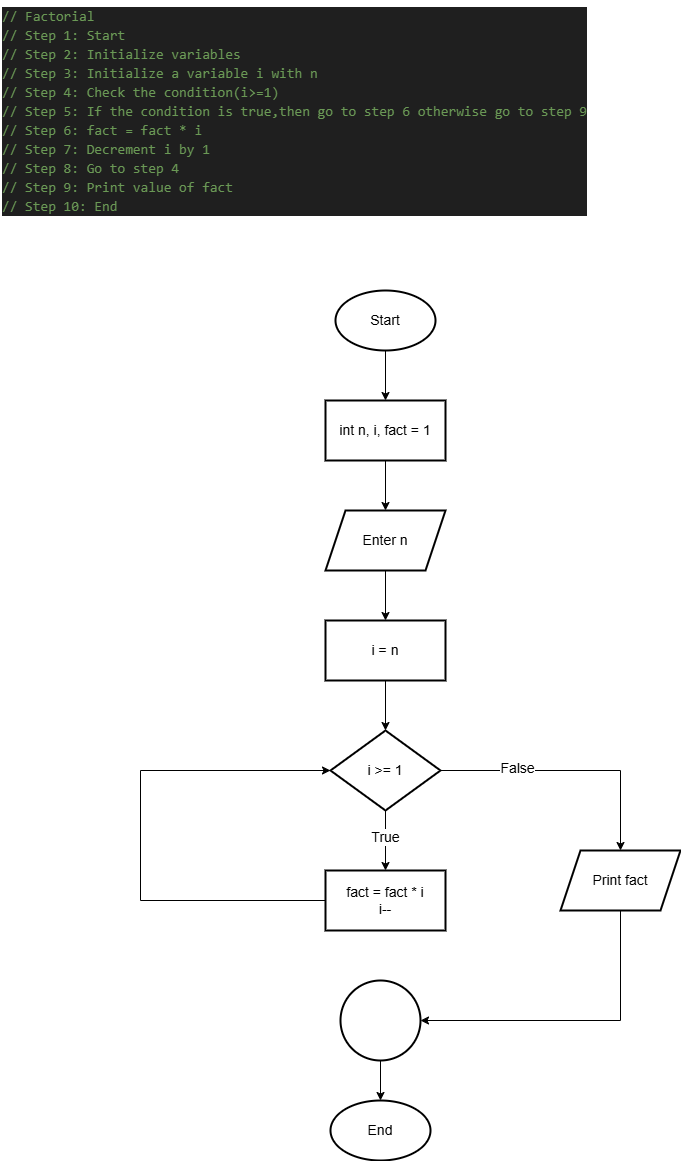 // Factorial
// Step 1: Start
// Step 2: Initialize variables
// Step 3: Initialize a variable i with n
// Step 4: Check the condition(i>=1)
// Step 5: If the condition is true,then go to step 6 otherwise go to step 9
// Step 6: fact = fact * i
// Step 7: Decrement i by 1
// Step 8: Go to step 4
// Step 9: Print value of fact
// Step 10: End
Start
int n, i, fact = 1
Enter n
i = n
i >= 1
False
True
fact = fact * i
i--
Print fact
End